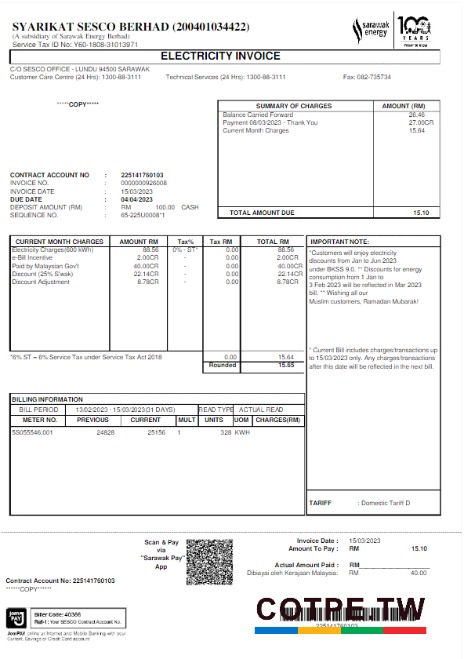 SYARIKAT SESCO BERHAD (200401034422)
(A subsidiary of Sarawak Energy Berhad)
Service Tax ID No: Y60-1808-31013971
sarawak energy
100 YEARS
ELECTRICITY INVOICE
C/O SESCO OFFICE - LUNDU 94500 SARAWAK
Customer Care Centre (24 Hrs): 1300-88-3111 Technical Services (24 Hrs): 1300-88-3111 Fax: 082-735734
*****COPY*****
SUMMARY OF CHARGES AMOUNT (RM)
Balance Carried Forward 26.46
Payment 08/03/2023 - Thank You 27.00CR
Current Month Charges 15.64
TOTAL AMOUNT DUE 15.10
CONTRACT ACCOUNT NO : 225141760103
INVOICE NO. : 0000000926008
INVOICE DATE : 15/03/2023
DUE DATE : 04/04/2023
DEPOSIT AMOUNT (RM) : RM 100.00 CASH
SEQUENCE NO. : 65-225U0008*1
CURRENT MONTH CHARGES AMOUNT RM Tax% Tax RM TOTAL RM
Electricity Charges(600 kWh) 88.56 0% - ST* 0.00 88.56
e-Bill Incentive 2.00CR - 2.00CR
Paid by Malaysian Gov't 40.00CR - 40.00CR
Discount (25% S'wak) 22.14CR - 22.14CR
Discount Adjustment 8.78CR - 8.78CR
*6% ST = 6% Service Tax under Service Tax Act 2018 0.00 15.64
Rounded 15.65
IMPORTANT NOTE:
*Customers will enjoy electricity
discounts from Jan to Jun 2023
under BKSS 9.0. ** Discounts for energy
consumption from 1 Jan to
3 Feb 2023 will be reflected in Mar 2023
bill. ** Wishing all our
Muslim customers, Ramadan Mubarak!
* Current Bill includes charges/transactions up
to 15/03/2023 only. Any charges/transactions
after this date will be reflected in the next bill.
TARIFF : Domestic Tariff D
BILLING INFORMATION
BILL PERIOD 13/02/2023 - 15/03/2023(31 DAYS) READ TYPE ACTUAL READ
METER NO. PREVIOUS CURRENT MULT UNITS UOM CHARGES(RM)
SS055546.001 24828 25156 1 328 KWH
Scan & Pay
via
"Sarawak Pay"
App
Invoice Date : 15/03/2023
Amount To Pay : RM 15.10
Actual Amount Paid : RM
Dibiayai oleh Kerajaan Malaysia: RM 40.00
Contract Account No: 225141760103
*****COPY*****
JomPAY
Biller Code: 40386
Ref-1 : Your SESCO Contract Account No.
JomPAY online at Internet and Mobile Banking with your
Current, Savings or Credit Card account
COTPE.TW
225141760103